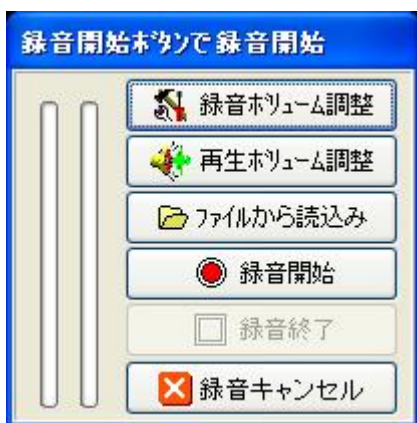 録音開始ﾎﾞﾀﾝで録音開始
録音ﾎﾞﾘｭｰﾑ調整
再生ﾎﾞﾘｭｰﾑ調整
ﾌｧｲﾙから読込み
録音開始
録音終了
録音キャンセル